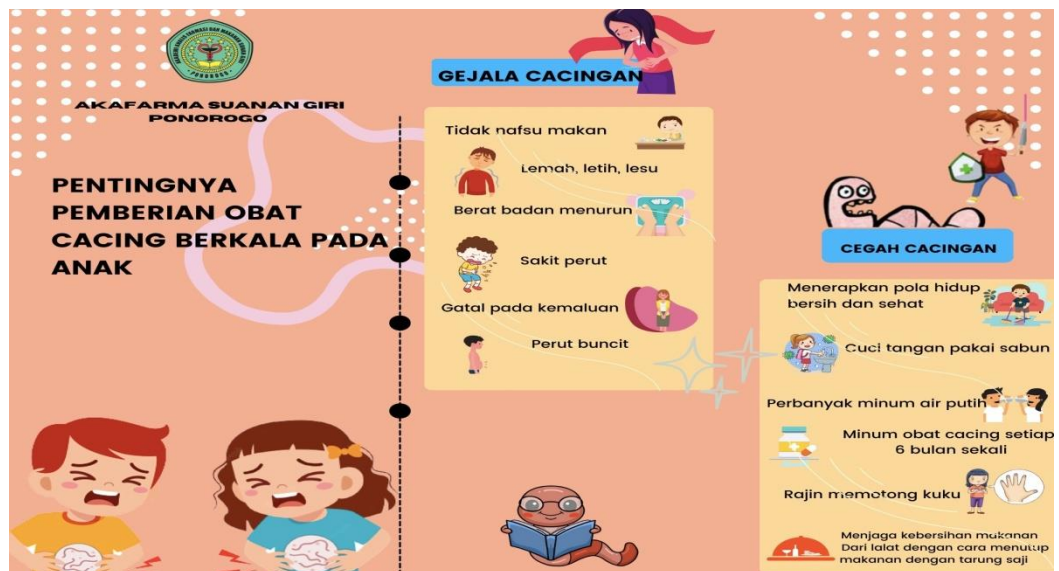 AKAFARMA SUANAN GIRI
PONOROGO
PENTINGNYA
PEMBERIAN OBAT
CACING BERKALA PADA
ANAK
GEJALA CACINGAN
Tidak nafsu makan
Lemah, letih, lesu
Berat badan menurun
Sakit perut
Gatal pada kemaluan
Perut buncit
CEGAH CACINGAN
Menerapkan pola hidup
bersih dan sehat
Cuci tangan pakai sabun
Perbanyak minum air putih
Minum obat cacing setiap
6 bulan sekali
Rajin memotong kuku
Menjaga kebersihan makanan
Dari lalat dengan cara menutup
makanan dengan tarung saji